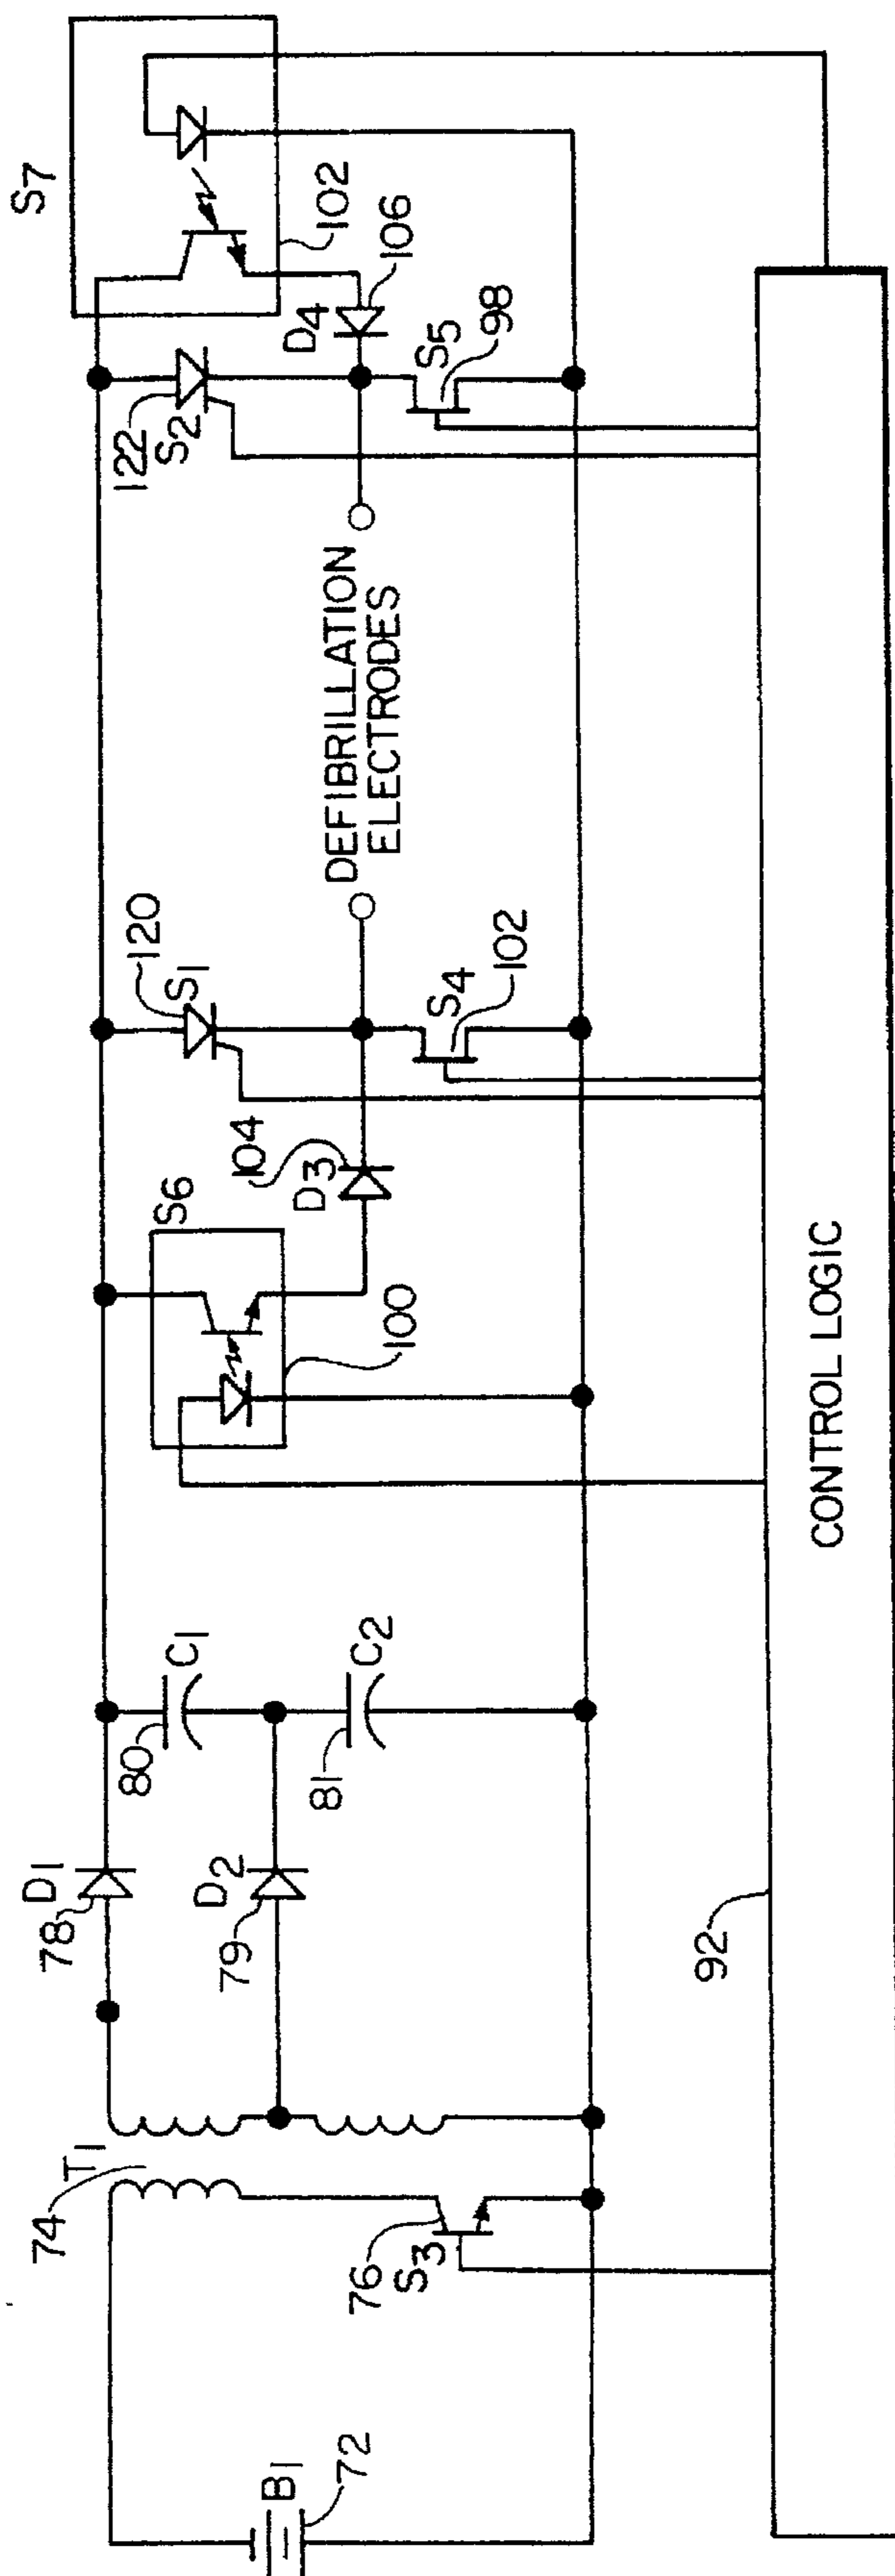 B1
72
74
T1
76
S3
D1
78
D2
79
80
C1
81
C2
92
S6
100
104
D3
120
S1
S4
102
DEFIBRILLATION
ELECTRODES
122
S2
D4
106
S5
98
S7
102
CONTROL LOGIC